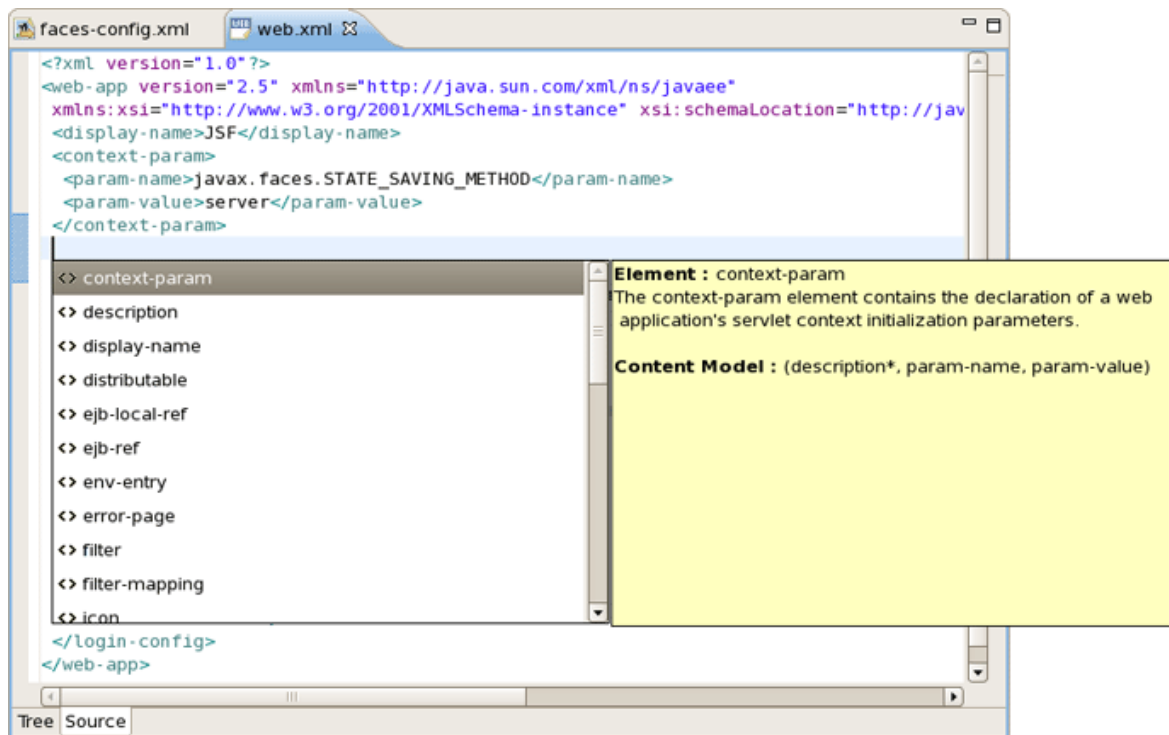 faces-config.xml
web.xml
<?xml version="1.0"?>
<web-app version="2.5" xmlns="http://java.sun.com/xml/ns/javaee"
xmlns:xsi="http://www.w3.org/2001/XMLSchema-instance" xsi:schemaLocation="http://jav
<display-name>JSF</display-name>
<context-param>
<param-name>javax.faces.STATE_SAVING_METHOD</param-name>
<param-value>server</param-value>
</context-param>
<> context-param
<> description
<> display-name
<> distributable
<> ejb-local-ref
<> ejb-ref
<> env-entry
<> error-page
<> filter
<> filter-mapping
<> icon
Element : context-param
The context-param element contains the declaration of a web
application's servlet context initialization parameters.
Content Model : (description*, param-name, param-value)
</login-config>
</web-app>
Tree
Source